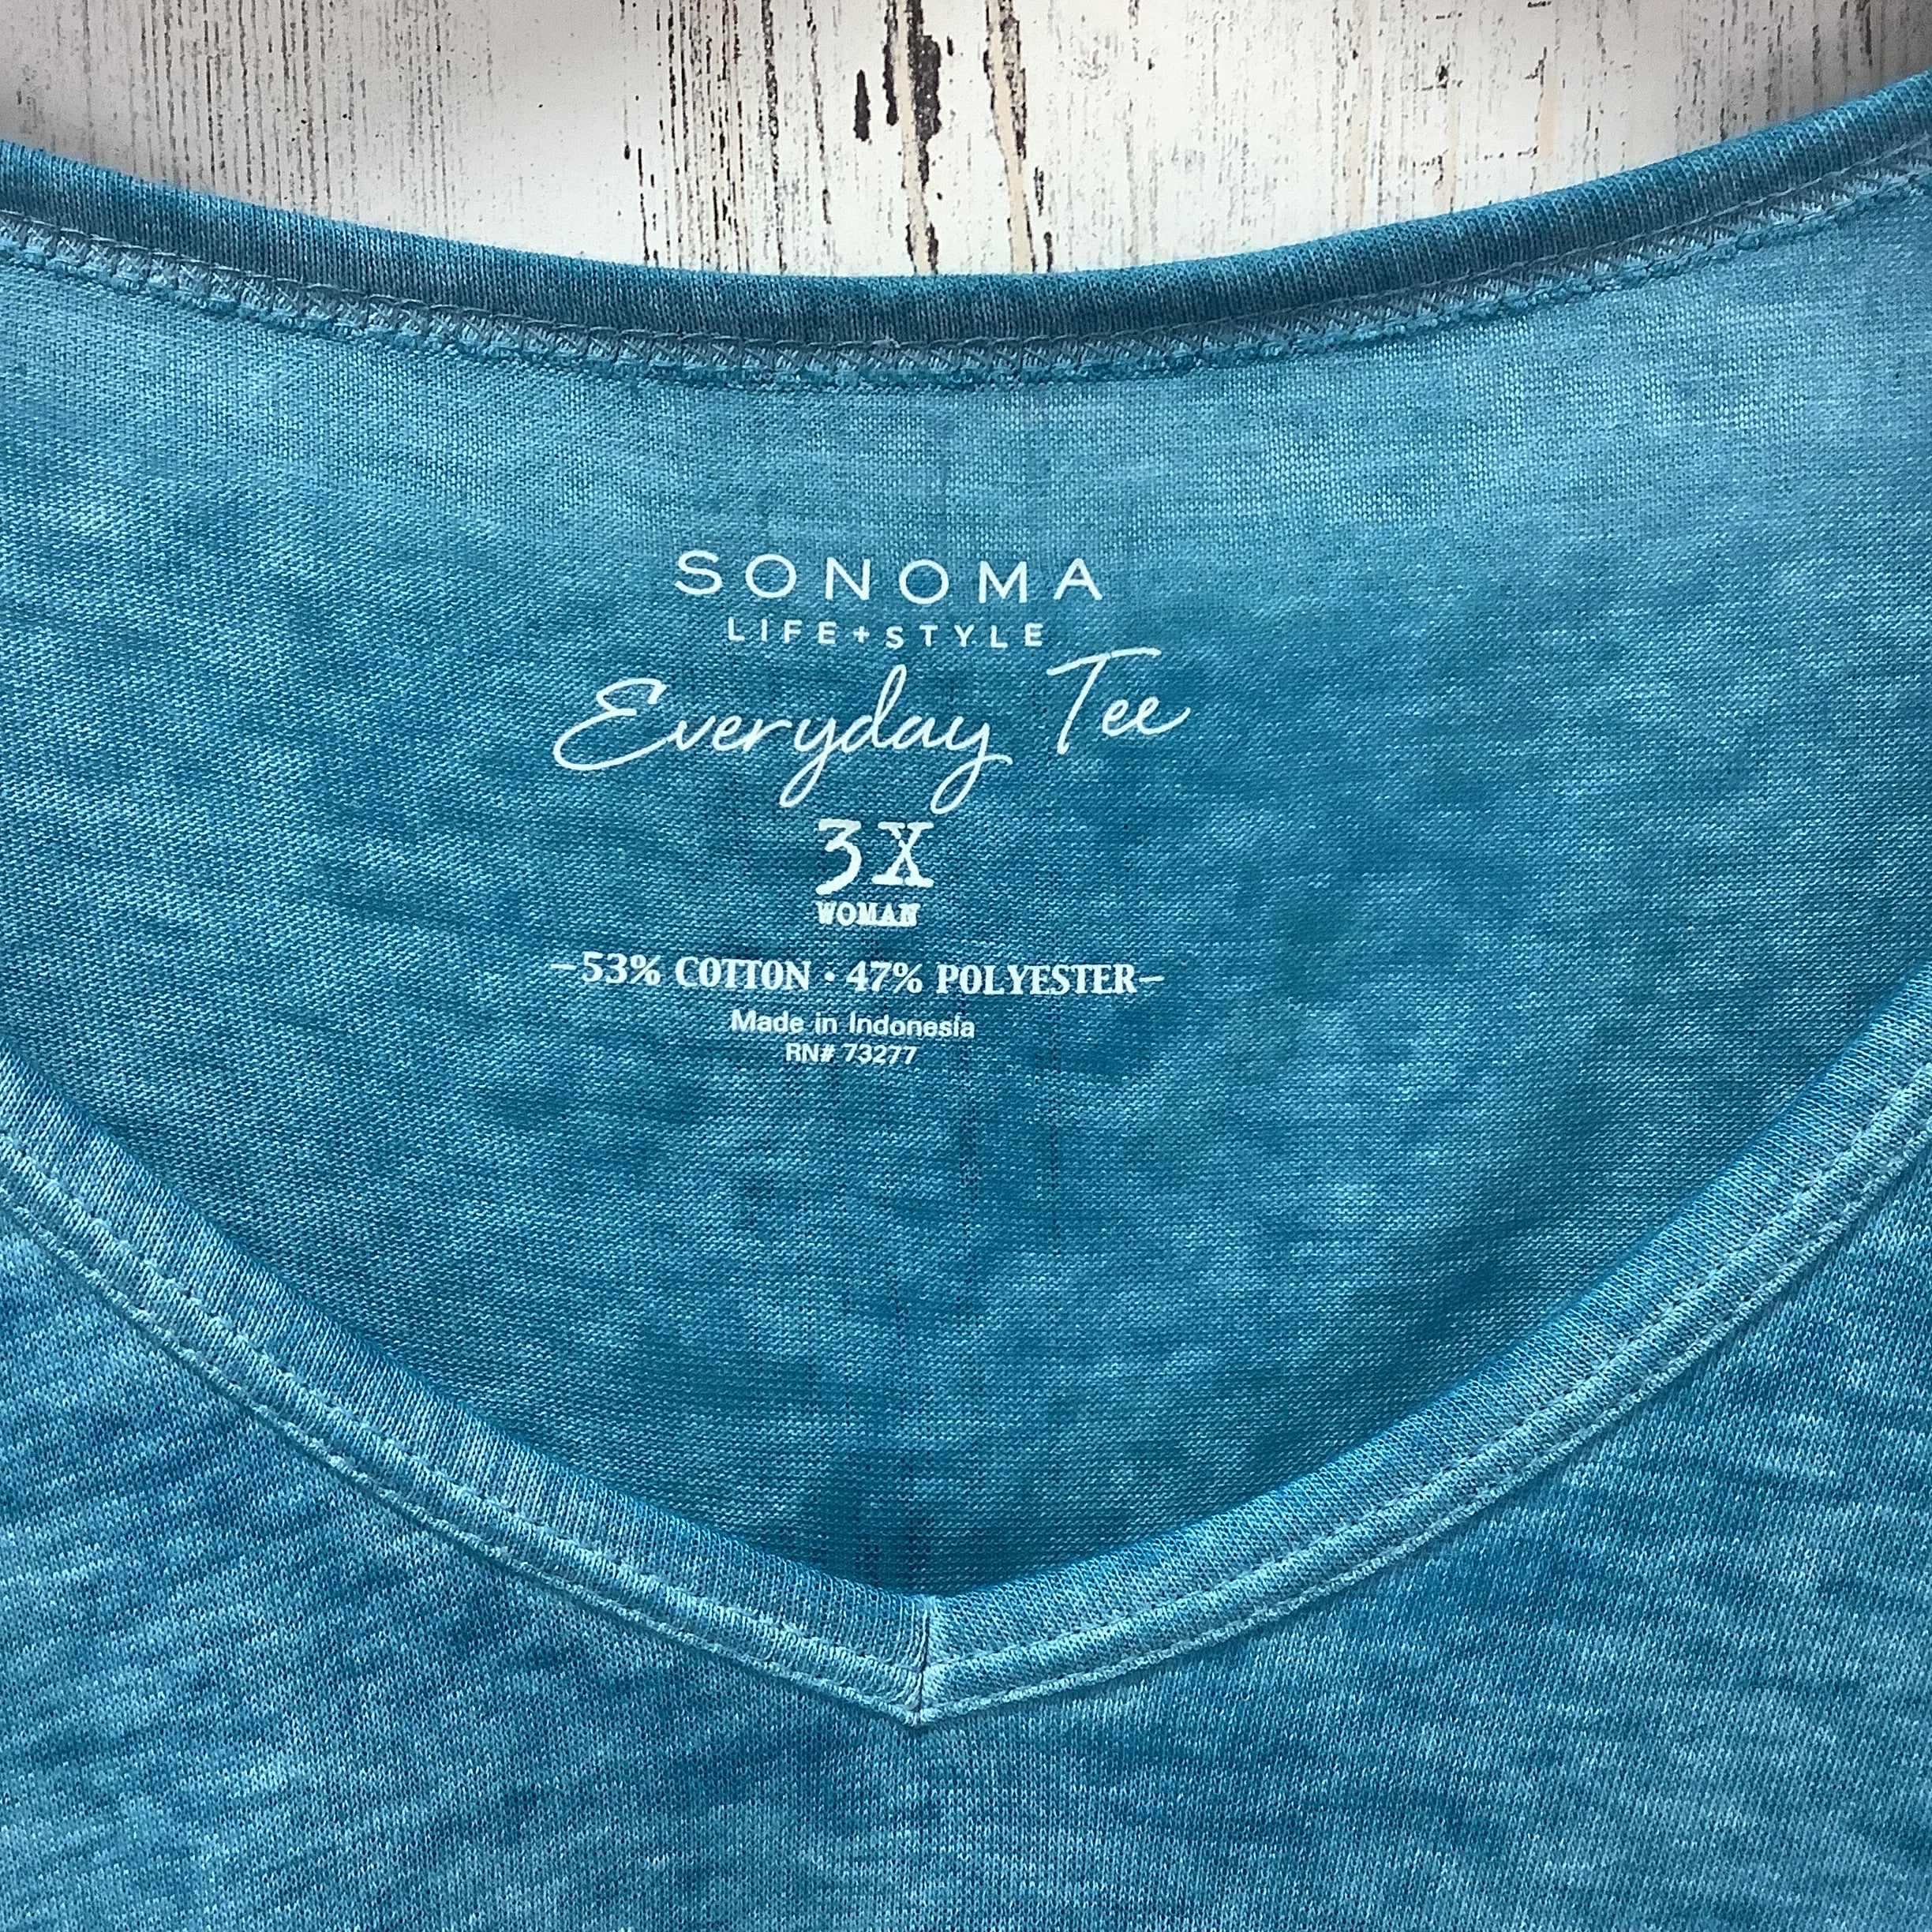 SONOMA
LIFE+STYLE
Everyday Tee
3X
WOMAN
–53% COTTON • 47% POLYESTER–
Made in Indonesia
RN# 73277